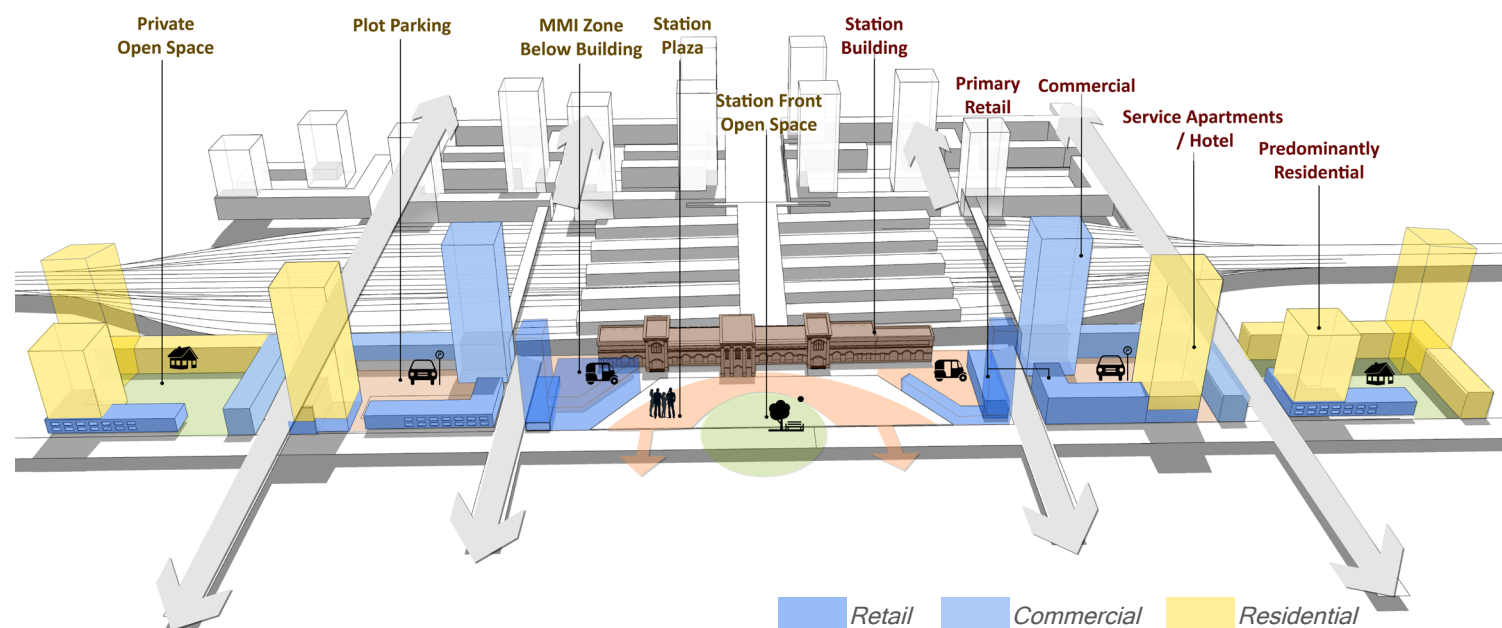 Private
Open Space
Plot Parking
MMI Zone
Below Building
Station
Plaza
Station Front
Open Space
Station
Building
Primary
Retail
Commercial
Service Apartments
/ Hotel
Predominantly
Residential
P
P
Retail
Commercial
Residential